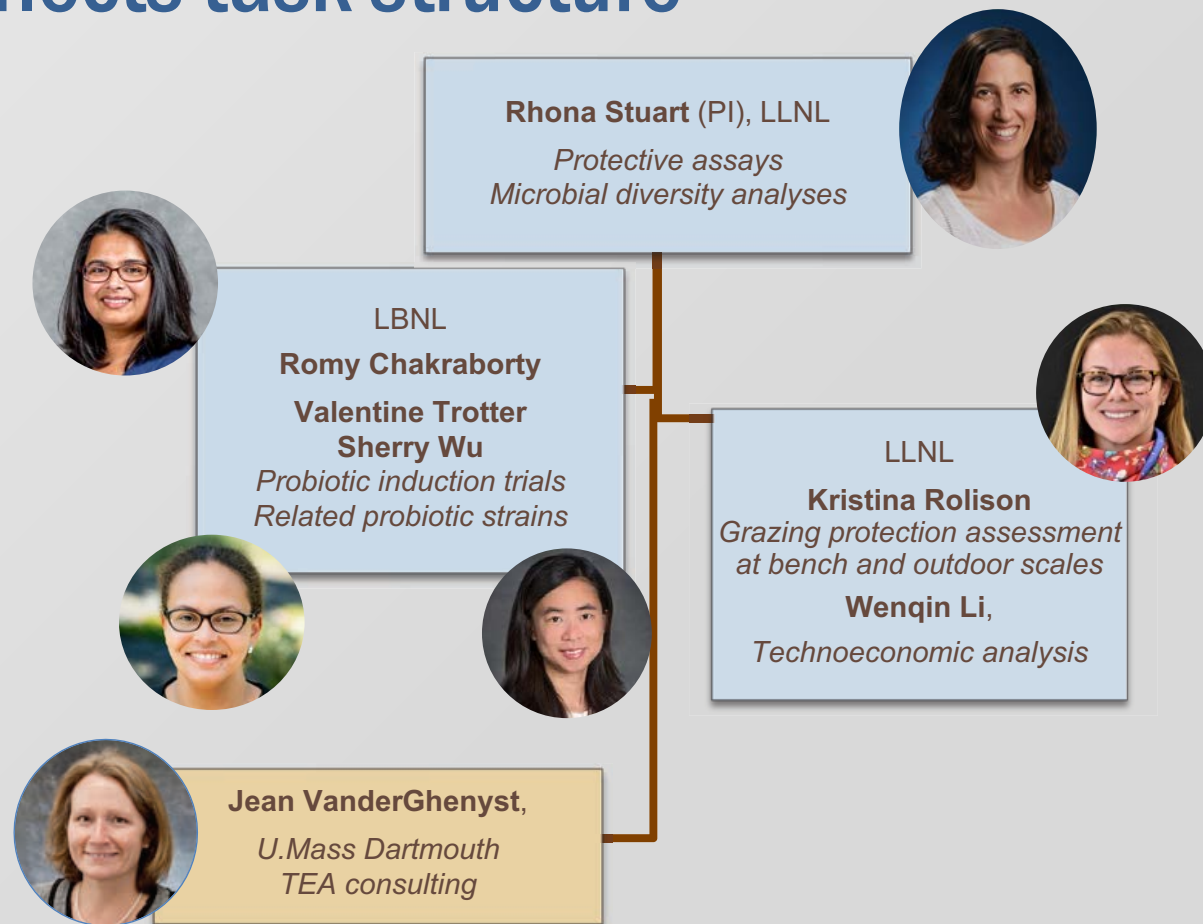 task structure
Rhona Stuart (PI), LLNL
Protective assays
Microbial diversity analyses
LBNL
Romy Chakraborty
Valentine Trotter
Sherry Wu
Probiotic induction trials
Related probiotic strains
LLNL
Kristina Rolison
Grazing protection assessment
at bench and outdoor scales
Wenqin Li,
Technoeconomic analysis
Jean VanderGhenyst,
U.Mass Dartmouth
TEA consulting